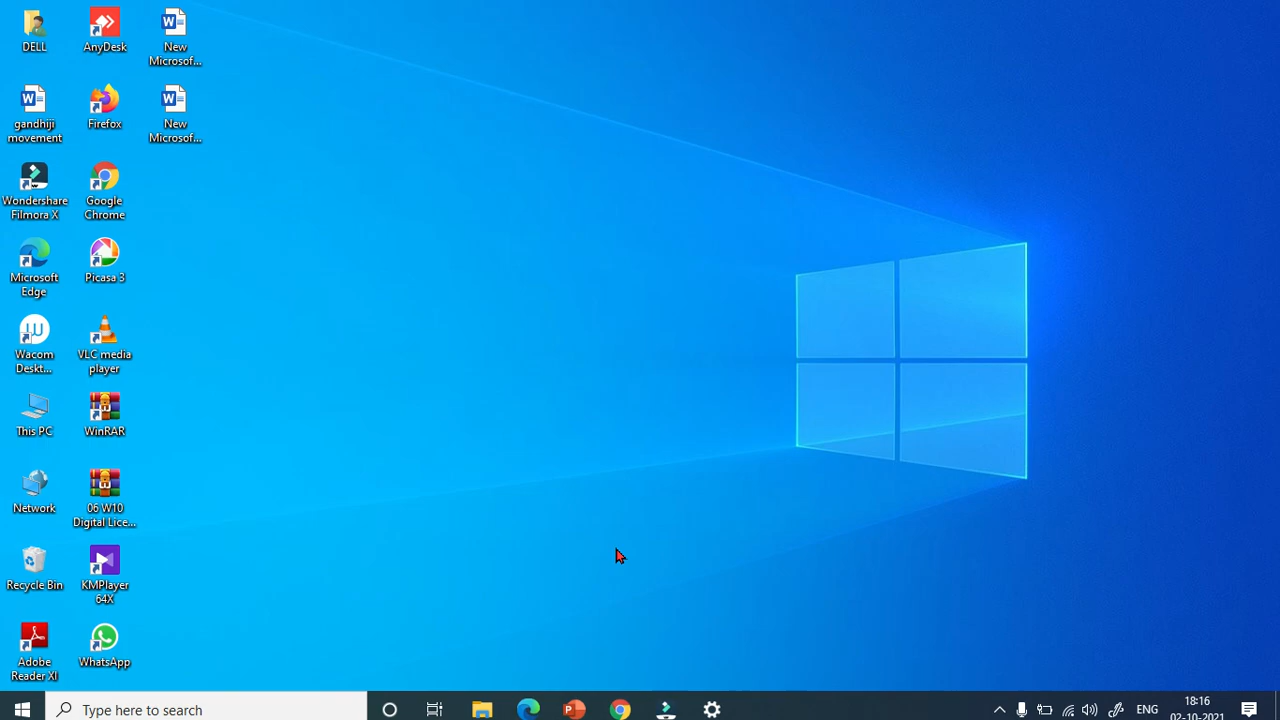 DELL
AnyDesk
New
Microsof...
gandhiji
movement
Firefox
New
Microsof...
Wondershare
Filmora X
Google
Chrome
Microsoft
Edge
Picasa 3
Wacom
Deskt...
VLC media
player
This PC
WinRAR
Network
06 W10
Digital Lice...
Recycle Bin
KMPlayer
64X
Adobe
Reader XI
WhatsApp
Type here to search
ENG
18:16
02-10-2021